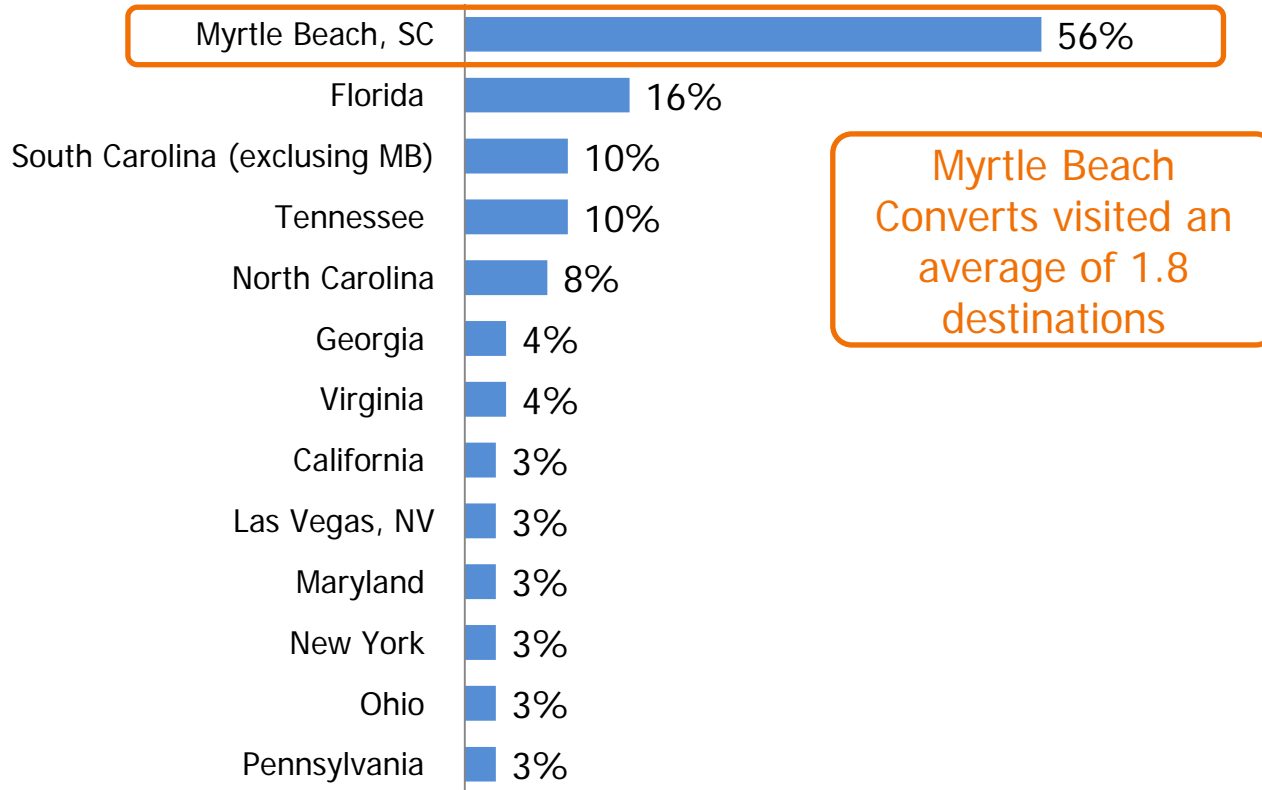 Myrtle Beach, SC 56%
Florida 16%
South Carolina (excluding MB) 10%
Tennessee 10%
North Carolina 8%
Georgia 4%
Virginia 4%
California 3%
Las Vegas, NV 3%
Maryland 3%
New York 3%
Ohio 3%
Pennsylvania 3%
Myrtle Beach
Converts visited an
average of 1.8
destinations